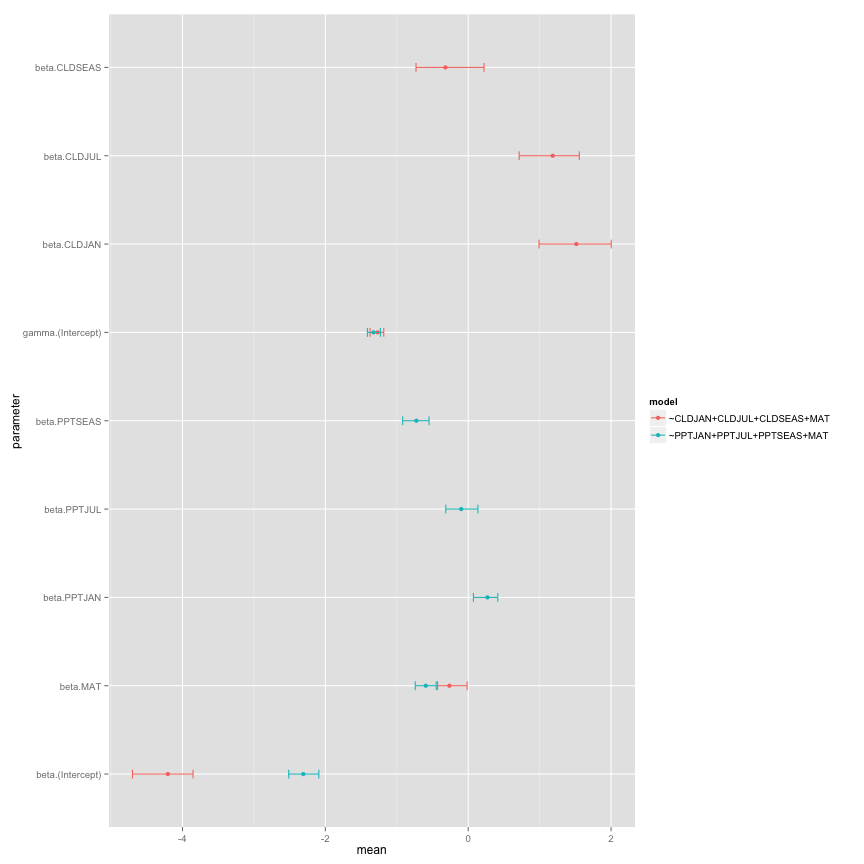 beta.CLDSEAS
beta.CLDJUL
beta.CLDJAN
gamma.(Intercept)
beta.PPTSEAS
beta.PPTJUL
beta.PPTJAN
beta.MAT
beta.(Intercept)
parameter
-4
-2
0
2
mean
model
~CLDJAN+CLDJUL+CLDSEAS+MAT
~PPTJAN+PPTJUL+PPTSEAS+MAT